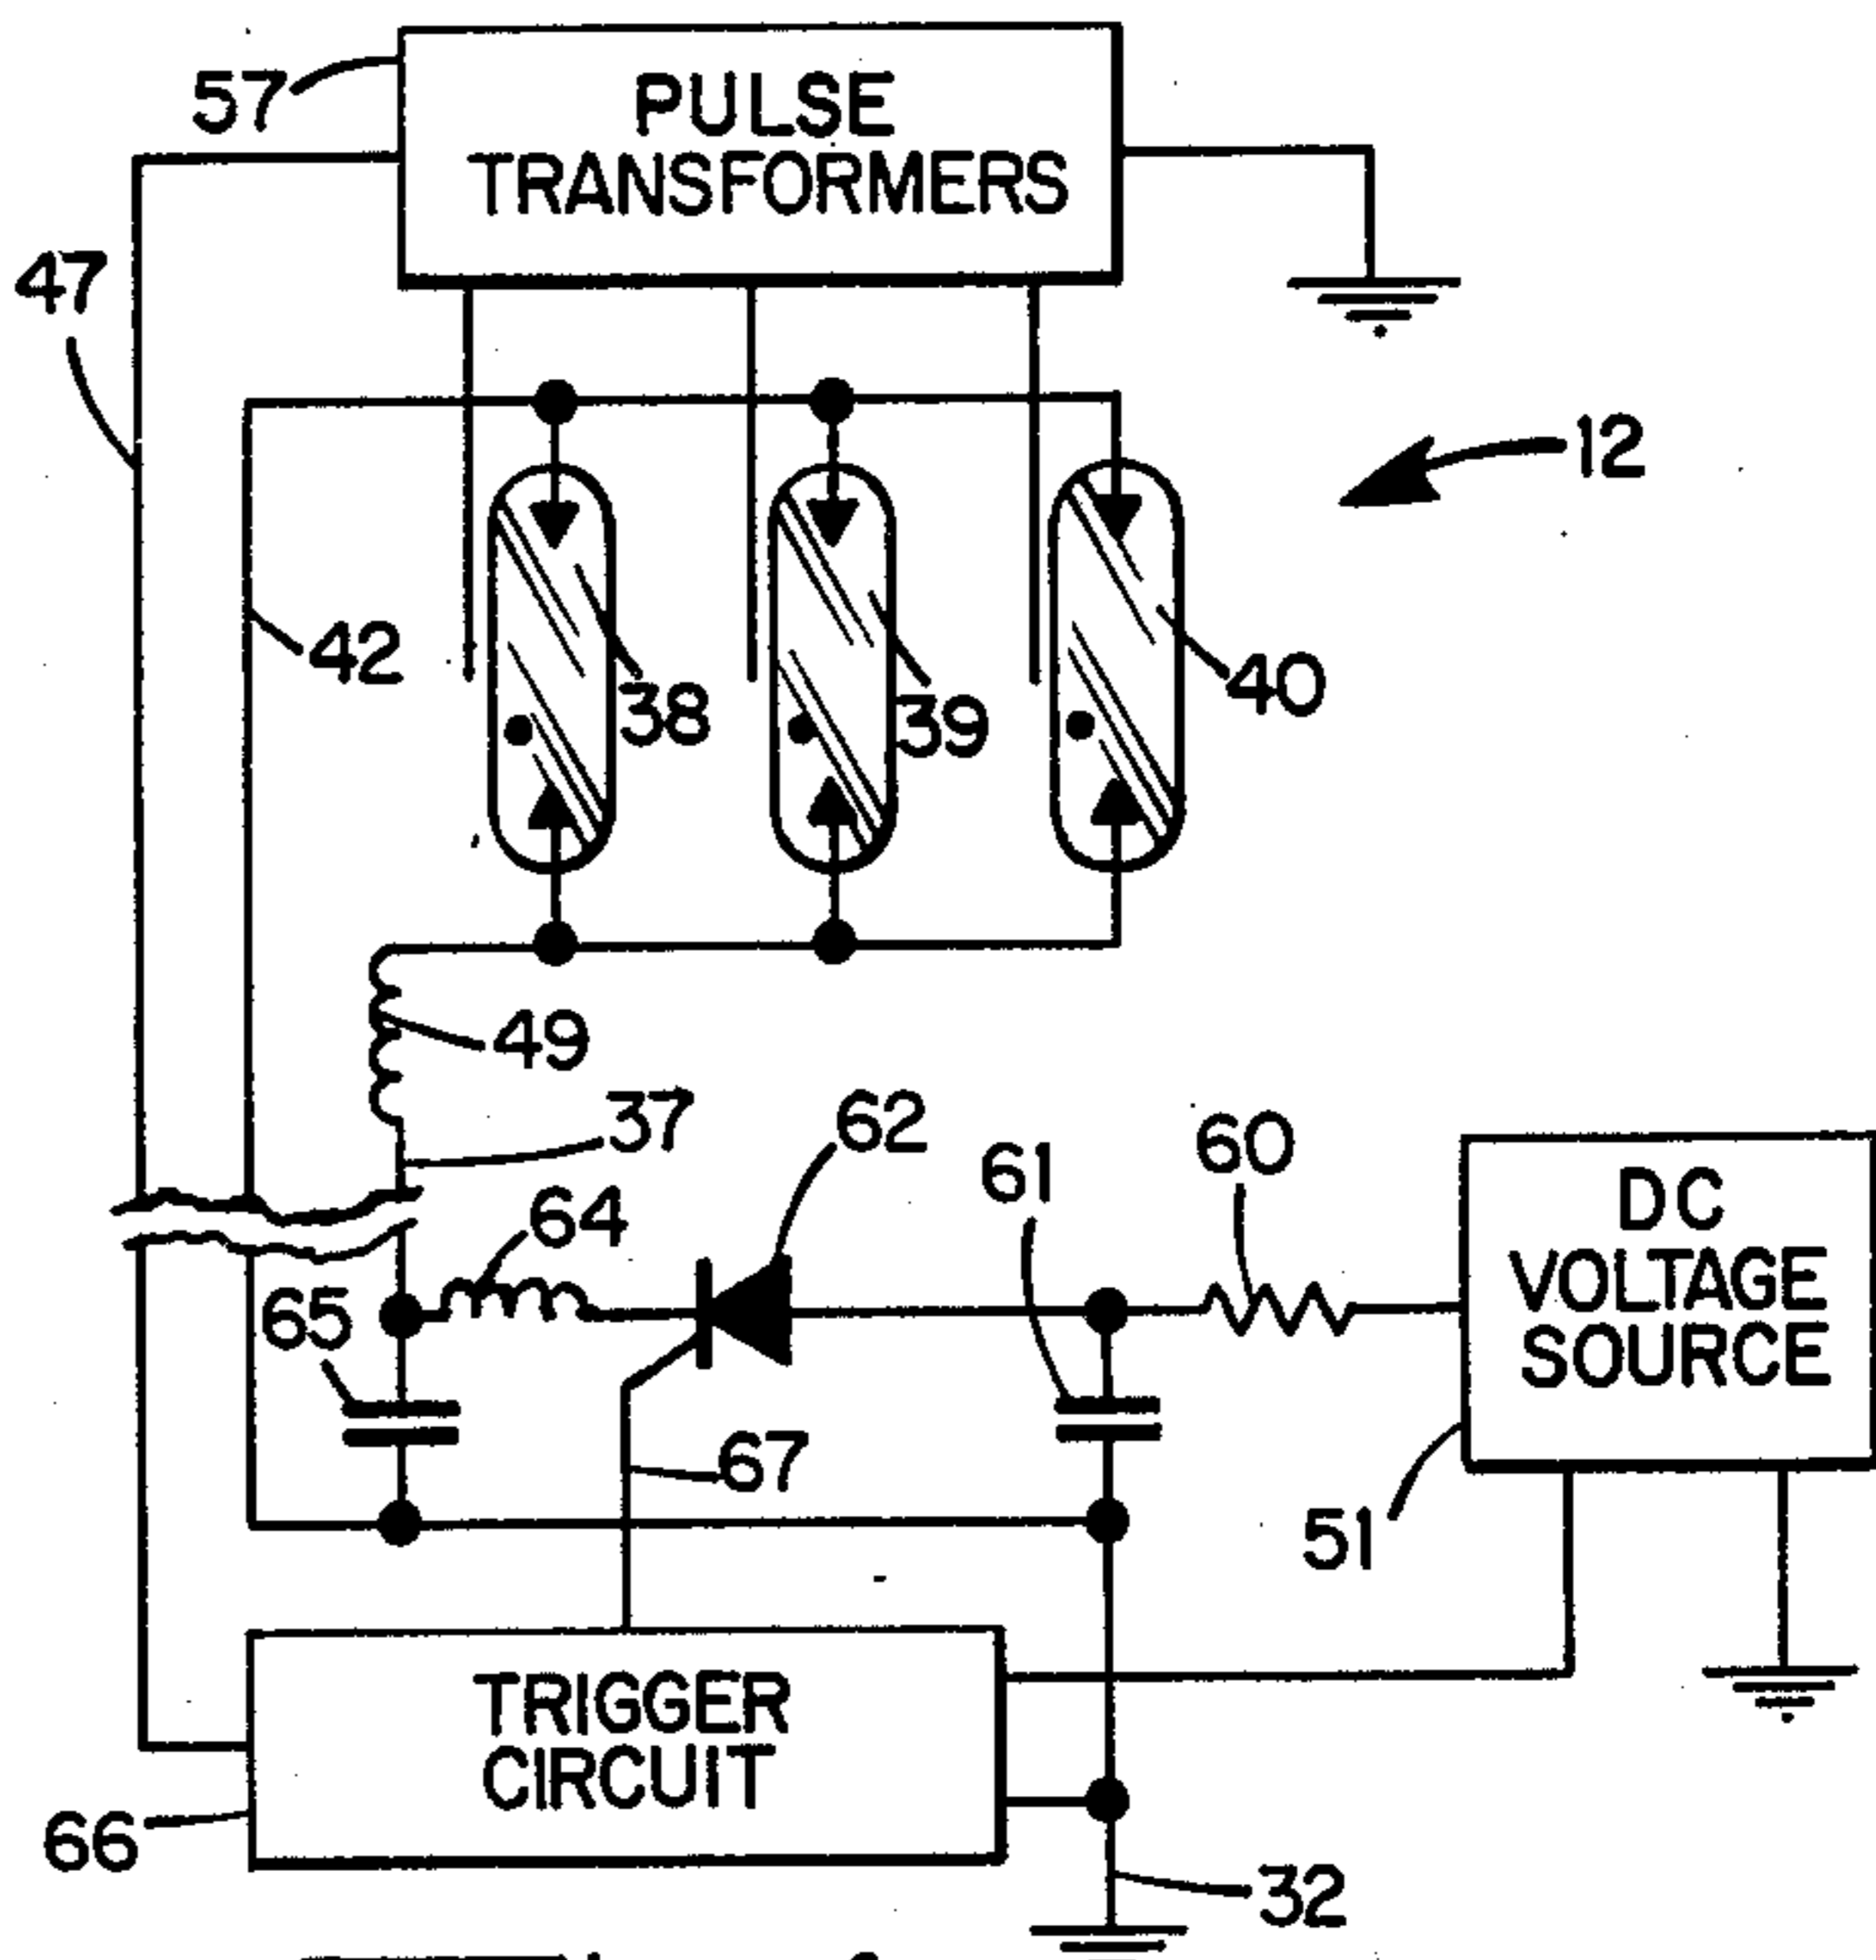 57
PULSE
TRANSFORMERS
47
12
42
38
39
40
49
37
62
61
60
64
65
DC
VOLTAGE
SOURCE
67
51
TRIGGER
CIRCUIT
66
32